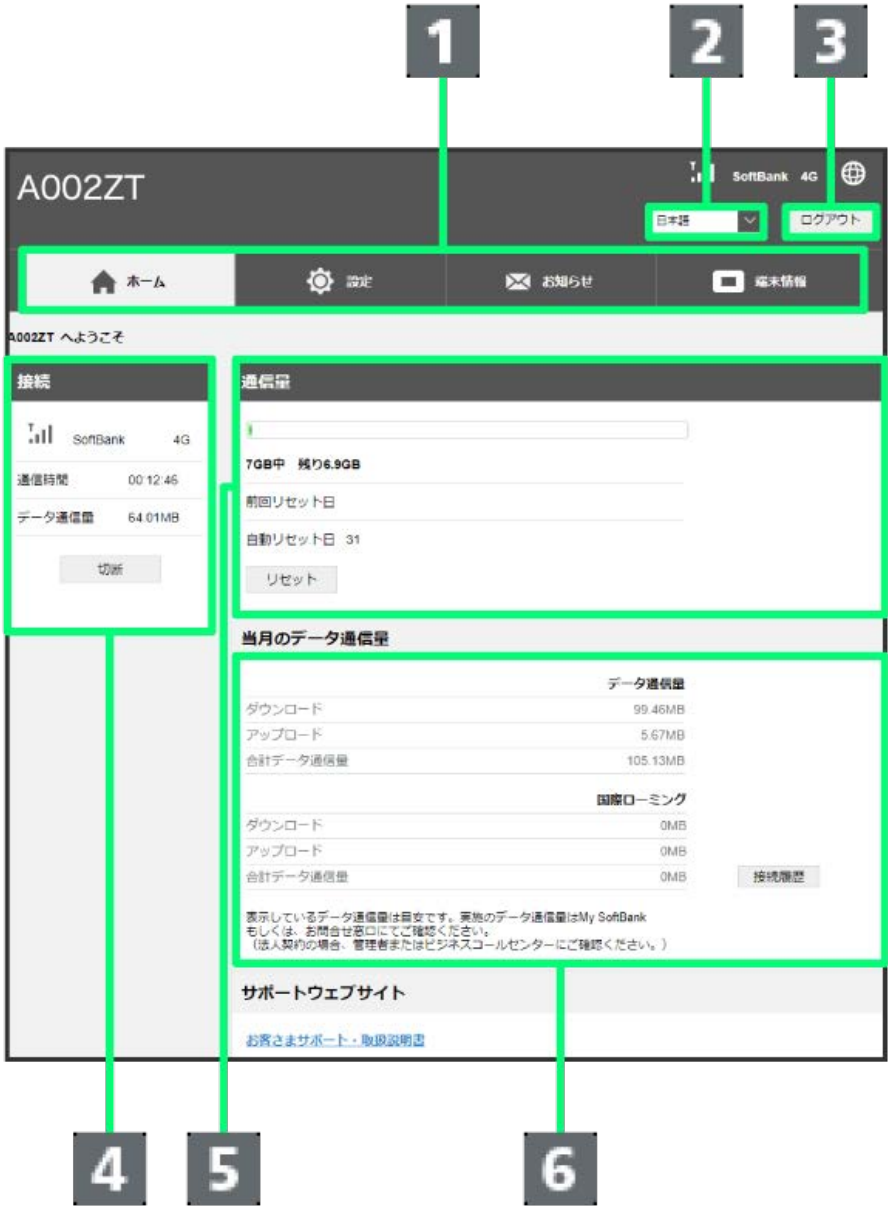 1 2 3
A002ZT
SoftBank 4G
日本語 ログアウト
ホーム 設定 お知らせ 端末情報
A002ZT へようこそ
接続
SoftBank 4G
通信時間 00:12:46
データ通信量 64.01MB
切断
通信量
7GB中 残り6.9GB
前回リセット日
自動リセット日 31
リセット
当月のデータ通信量
データ通信量
ダウンロード 99.46MB
アップロード 5.67MB
合計データ通信量 105.13MB
国際ローミング
ダウンロード 0MB
アップロード 0MB
合計データ通信量 0MB 接続履歴
表示しているデータ通信量は目安です。実施のデータ通信量はMy SoftBank
もしくは、お問合せ窓口にてご確認ください。
（法人契約の場合、管理者またはビジネスコールセンターにご確認ください。）
サポートウェブサイト
お客さまサポート・取扱説明書
4 5 6